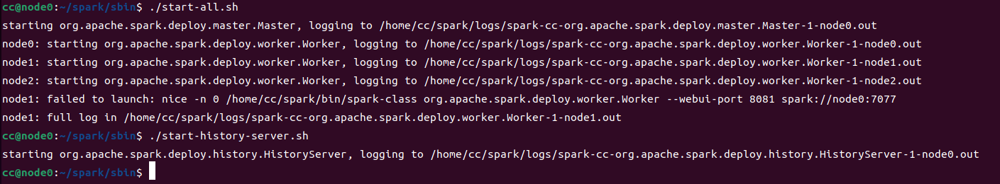 cc@node0:~/spark/sbin$ ./start-all.sh
starting org.apache.spark.deploy.master.Master, logging to /home/cc/spark/logs/spark-cc-org.apache.spark.deploy.master.Master-1-node0.out
node0: starting org.apache.spark.deploy.worker.Worker, logging to /home/cc/spark/logs/spark-cc-org.apache.spark.deploy.worker.Worker-1-node0.out
node1: starting org.apache.spark.deploy.worker.Worker, logging to /home/cc/spark/logs/spark-cc-org.apache.spark.deploy.worker.Worker-1-node1.out
node2: starting org.apache.spark.deploy.worker.Worker, logging to /home/cc/spark/logs/spark-cc-org.apache.spark.deploy.worker.Worker-1-node2.out
node1: failed to launch: nice -n 0 /home/cc/spark/bin/spark-class org.apache.spark.deploy.worker.Worker --webui-port 8081 spark://node0:7077
node1: full log in /home/cc/spark/logs/spark-cc-org.apache.spark.deploy.worker.Worker-1-node1.out
cc@node0:~/spark/sbin$ ./start-history-server.sh
starting org.apache.spark.deploy.history.HistoryServer, logging to /home/cc/spark/logs/spark-cc-org.apache.spark.deploy.history.HistoryServer-1-node0.out
cc@node0:~/spark/sbin$